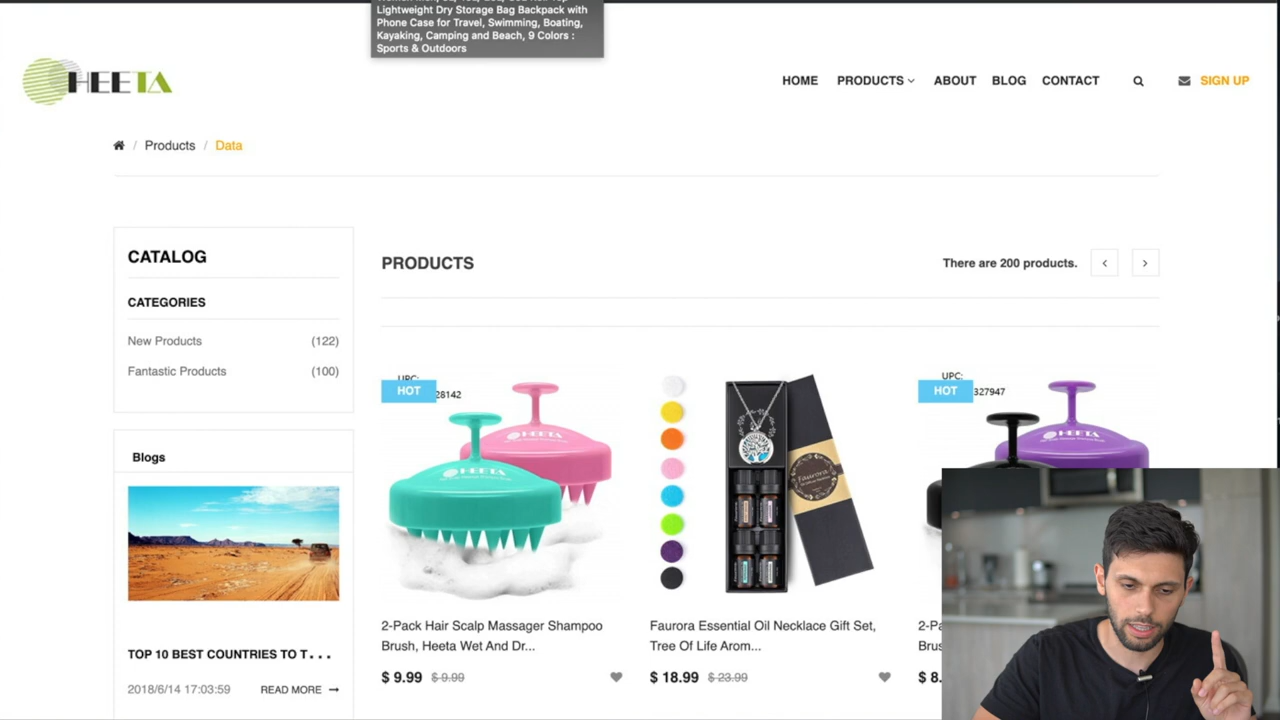 Lightweight Dry Storage Bag Backpack with
Phone Case for Travel, Swimming, Boating,
Kayaking, Camping and Beach, 9 Colors :
Sports & Outdoors
HEETA
HOME PRODUCTS ABOUT BLOG CONTACT SIGN UP
/ Products / Data
CATALOG
CATEGORIES
New Products (122)
Fantastic Products (100)
Blogs
TOP 10 BEST COUNTRIES TO T...
2018/6/14 17:03:59 READ MORE
PRODUCTS
There are 200 products.
UPC:
HOT
28142
HEETA
HEETA
2-Pack Hair Scalp Massager Shampoo
Brush, Heeta Wet And Dr...
$ 9.99 $ 9.99
Faurora
Faurora Essential Oil Necklace Gift Set,
Tree Of Life Arom...
$ 18.99 $ 23.99
UPC:
HOT
327947
HEETA
2-P
Brus
$ 8.